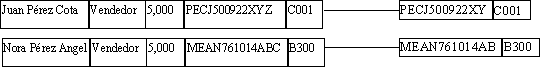 Juan Pérez Cota Vendedor 5,000 PECJ500922XYZ C001 PECJ500922XY C001
Nora Pérez Angel Vendedor 5,000 MEAN761014ABC B300 MEAN761014AB B300